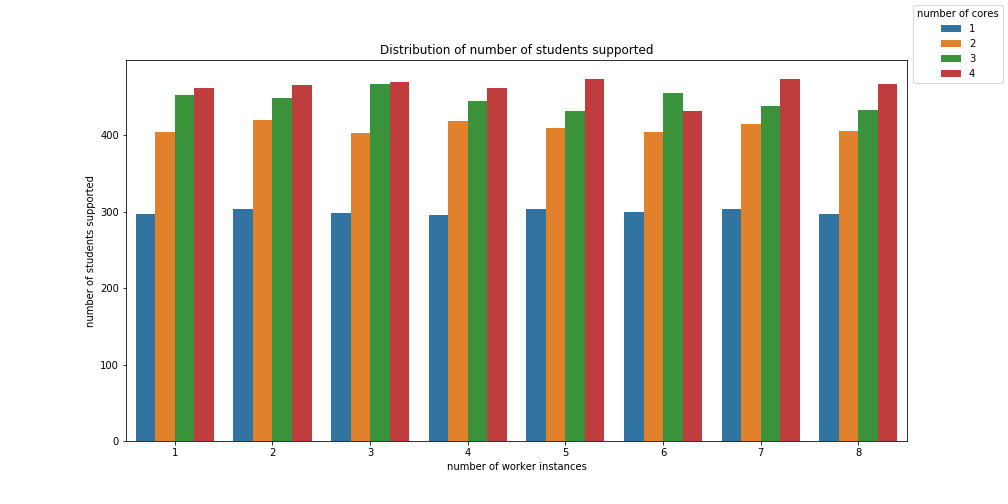 number of cores
1
2
3
4
Distribution of number of students supported
number of students supported
400
300
200
100
0
1 2 3 4 5 6 7 8
number of worker instances